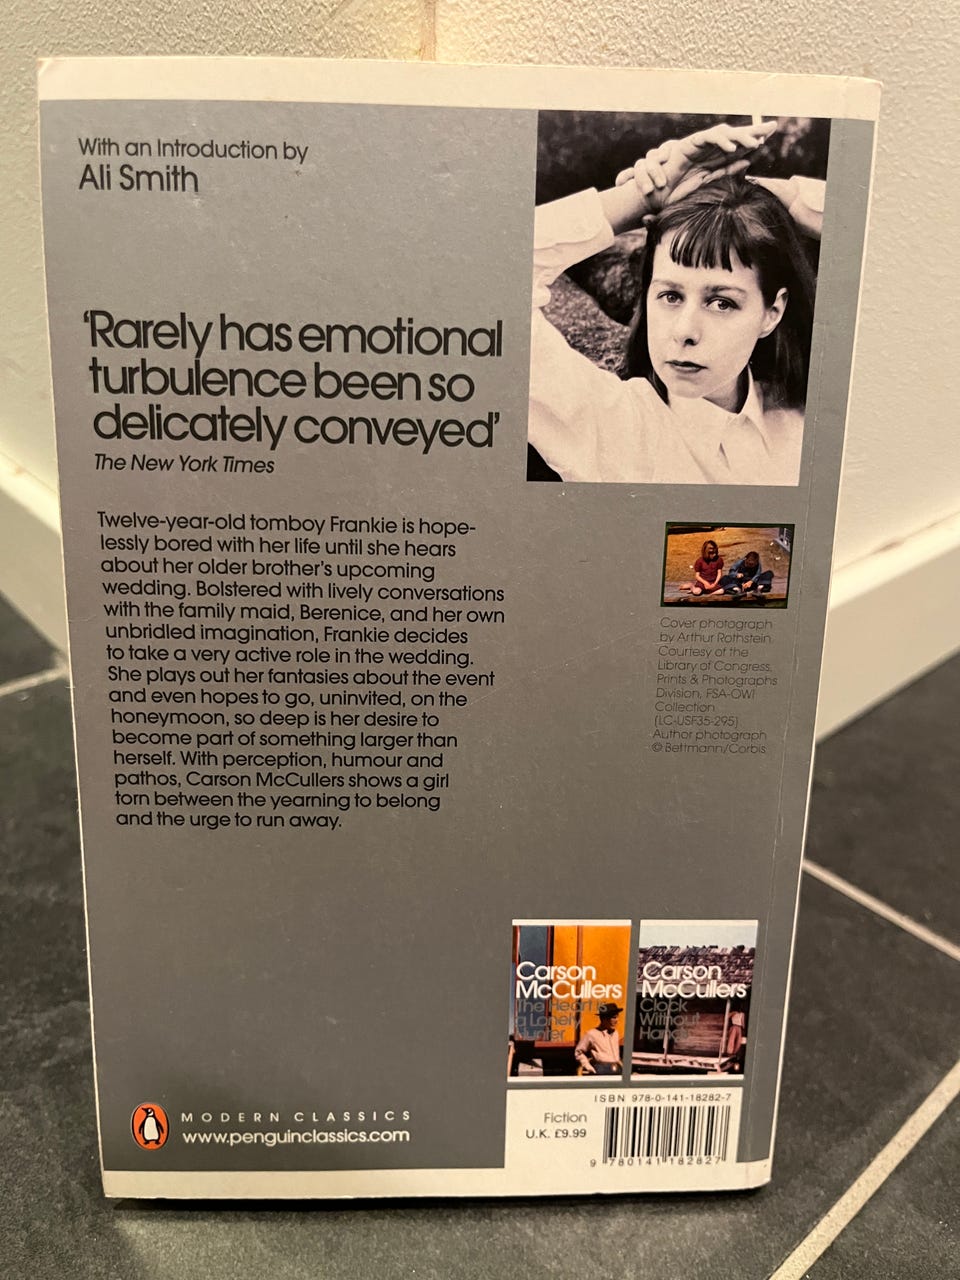 With an Introduction by
Ali Smith
‘Rarely has emotional
turbulence been so
delicately conveyed’
The New York Times
Twelve-year-old tomboy Frankie is hope-
lessly bored with her life until she hears
about her older brother’s upcoming
wedding. Bolstered with lively conversations
with the family maid, Berenice, and her own
unbridled imagination, Frankie decides
to take a very active role in the wedding.
She plays out her fantasies about the event
and even hopes to go, uninvited, on the
honeymoon, so deep is her desire to
become part of something larger than
herself. With perception, humour and
pathos, Carson McCullers shows a girl
torn between the yearning to belong
and the urge to run away.
Cover photograph
by Arthur Rothstein.
Courtesy of the
Library of Congress,
Prints & Photographs
Division, FSA-OWI
Collection
(LC-USF35-295)
Author photograph
© Bettmann/Corbis
Carson
McCullers
The Heart is
a Lonely
Hunter
Carson
McCullers
Clock
Without
Hands
MODERN CLASSICS
www.penguinclassics.com
Fiction
U.K. £9.99
ISBN 978-0-141-18282-7
9 780141 182827